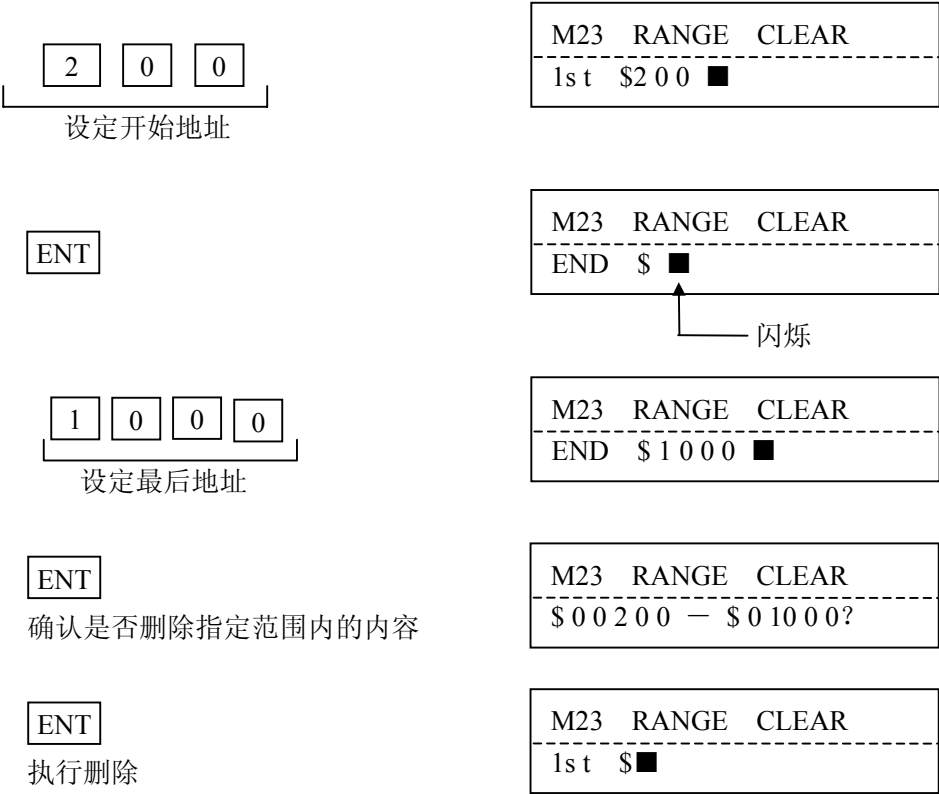 2 0 0
设定开始地址
M23 RANGE CLEAR
1st $200 ■
ENT
M23 RANGE CLEAR
END $ ■
闪烁
1 0 0 0
设定最后地址
M23 RANGE CLEAR
END $1000 ■
ENT
确认是否删除指定范围内的内容
M23 RANGE CLEAR
$00200 － $01000?
ENT
执行删除
M23 RANGE CLEAR
1st $■